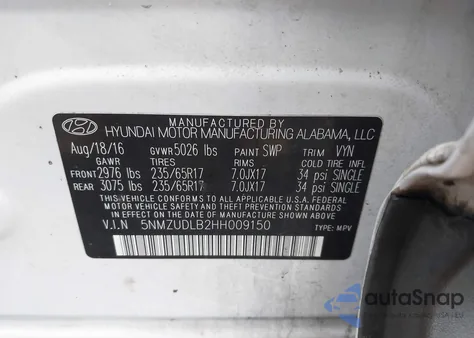 MANUFACTURED BY
HYUNDAI MOTOR MANUFACTURING ALABAMA, LLC
Aug/18/16 GVWR 5026 lbs PAINT SWP TRIM VYN
GAWR TIRES RIMS COLD TIRE INFL
FRONT 2976 lbs 235/65R17 7.0JX17 34 psi SINGLE
REAR 3075 lbs 235/65R17 7.0JX17 34 psi SINGLE
THIS VEHICLE CONFORMS TO ALL APPLICABLE U.S.A. FEDERAL
MOTOR VEHICLE SAFETY STANDARDS IN EFFECT ON THE DATE OF
MANUFACTURE SHOWN ABOVE.
V.I.N 5NMZUDLB2HH009150 TYPE: MPV
autoSnap